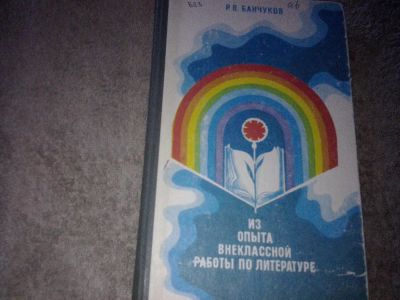 Р. В. БАНЧУКОВ
ИЗ
ОПЫТА
ВНЕКЛАССНОЙ
РАБОТЫ ПО ЛИТЕРАТУРЕ